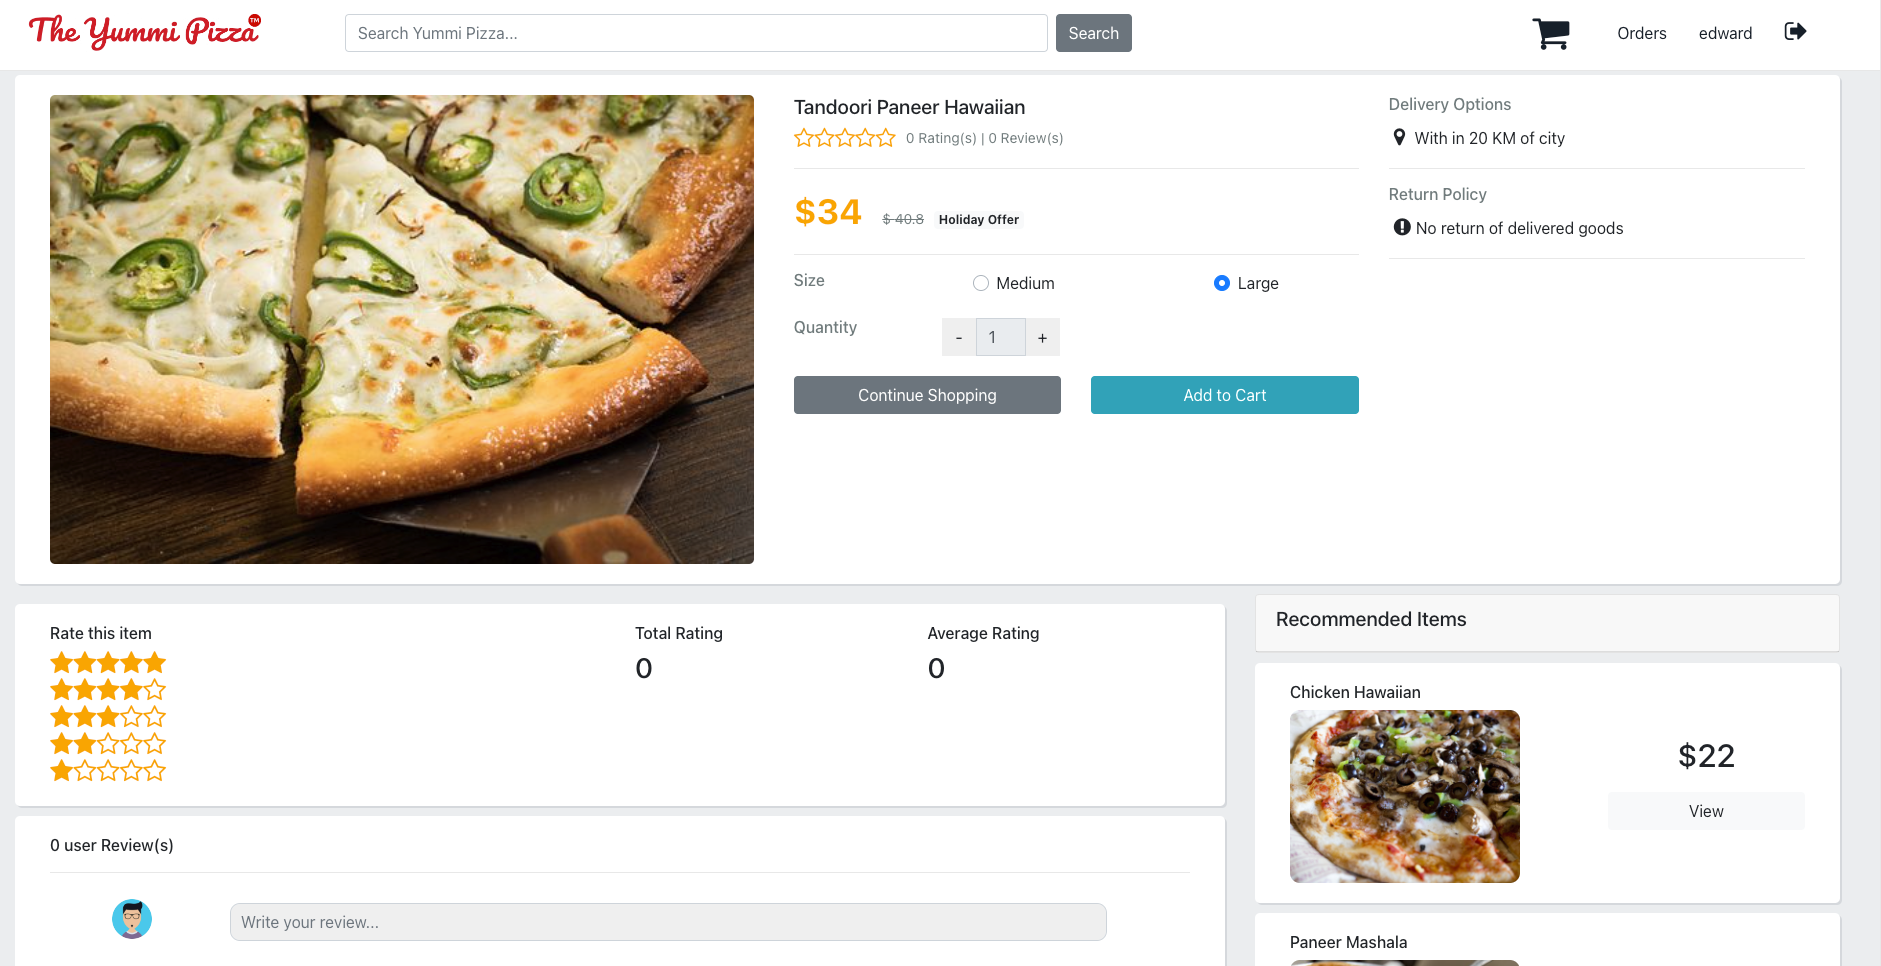 The Yummi Pizza™
Search Yummi Pizza...
Search
Orders
edward
Tandoori Paneer Hawaiian
0 Rating(s) | 0 Review(s)
$34
$ 40.8
Holiday Offer
Size
Medium
Large
Quantity
-
1
+
Continue Shopping
Add to Cart
Delivery Options
With in 20 KM of city
Return Policy
No return of delivered goods
Rate this item
Total Rating
0
Average Rating
0
0 user Review(s)
Write your review...
Recommended Items
Chicken Hawaiian
$22
View
Paneer Mashala